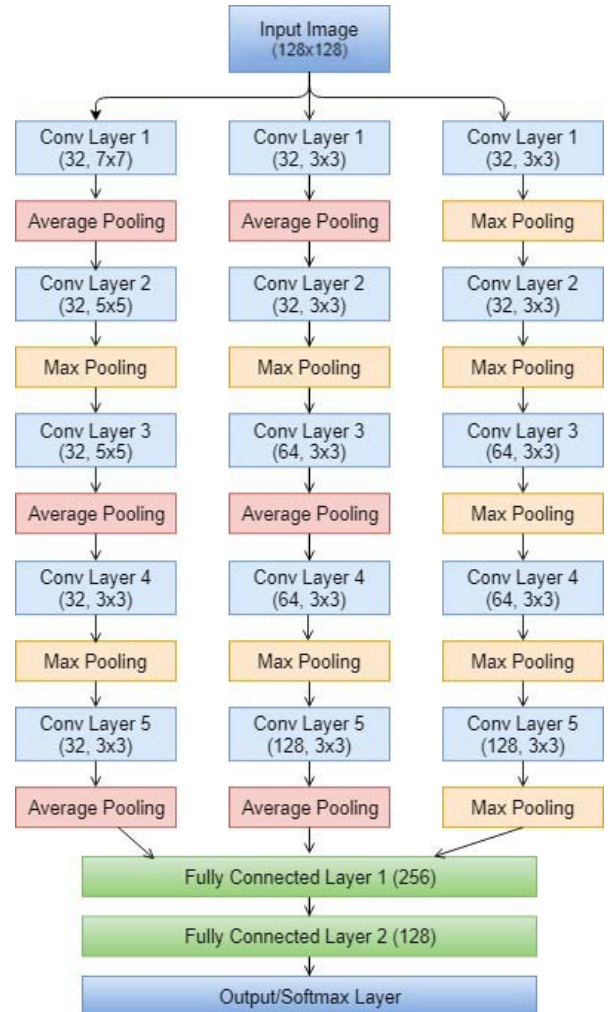 Input Image
(128x128)
Conv Layer 1
(32, 7x7)
Conv Layer 1
(32, 3x3)
Conv Layer 1
(32, 3x3)
Average Pooling
Average Pooling
Max Pooling
Conv Layer 2
(32, 5x5)
Conv Layer 2
(32, 3x3)
Conv Layer 2
(32, 3x3)
Max Pooling
Max Pooling
Max Pooling
Conv Layer 3
(32, 5x5)
Conv Layer 3
(64, 3x3)
Conv Layer 3
(64, 3x3)
Average Pooling
Average Pooling
Max Pooling
Conv Layer 4
(32, 3x3)
Conv Layer 4
(64, 3x3)
Conv Layer 4
(64, 3x3)
Max Pooling
Max Pooling
Max Pooling
Conv Layer 5
(32, 3x3)
Conv Layer 5
(128, 3x3)
Conv Layer 5
(128, 3x3)
Average Pooling
Average Pooling
Max Pooling
Fully Connected Layer 1 (256)
Fully Connected Layer 2 (128)
Output/Softmax Layer